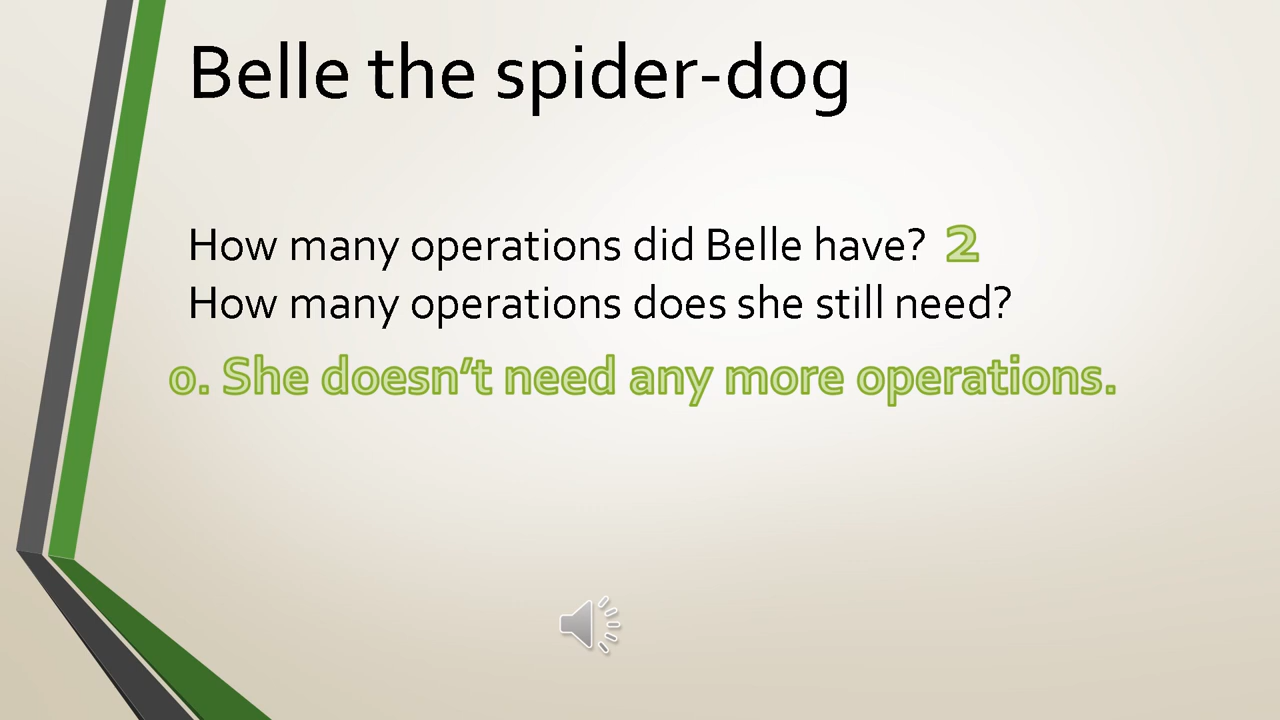 Belle the spider-dog
How many operations did Belle have? 2
How many operations does she still need?
0. She doesn’t need any more operations.